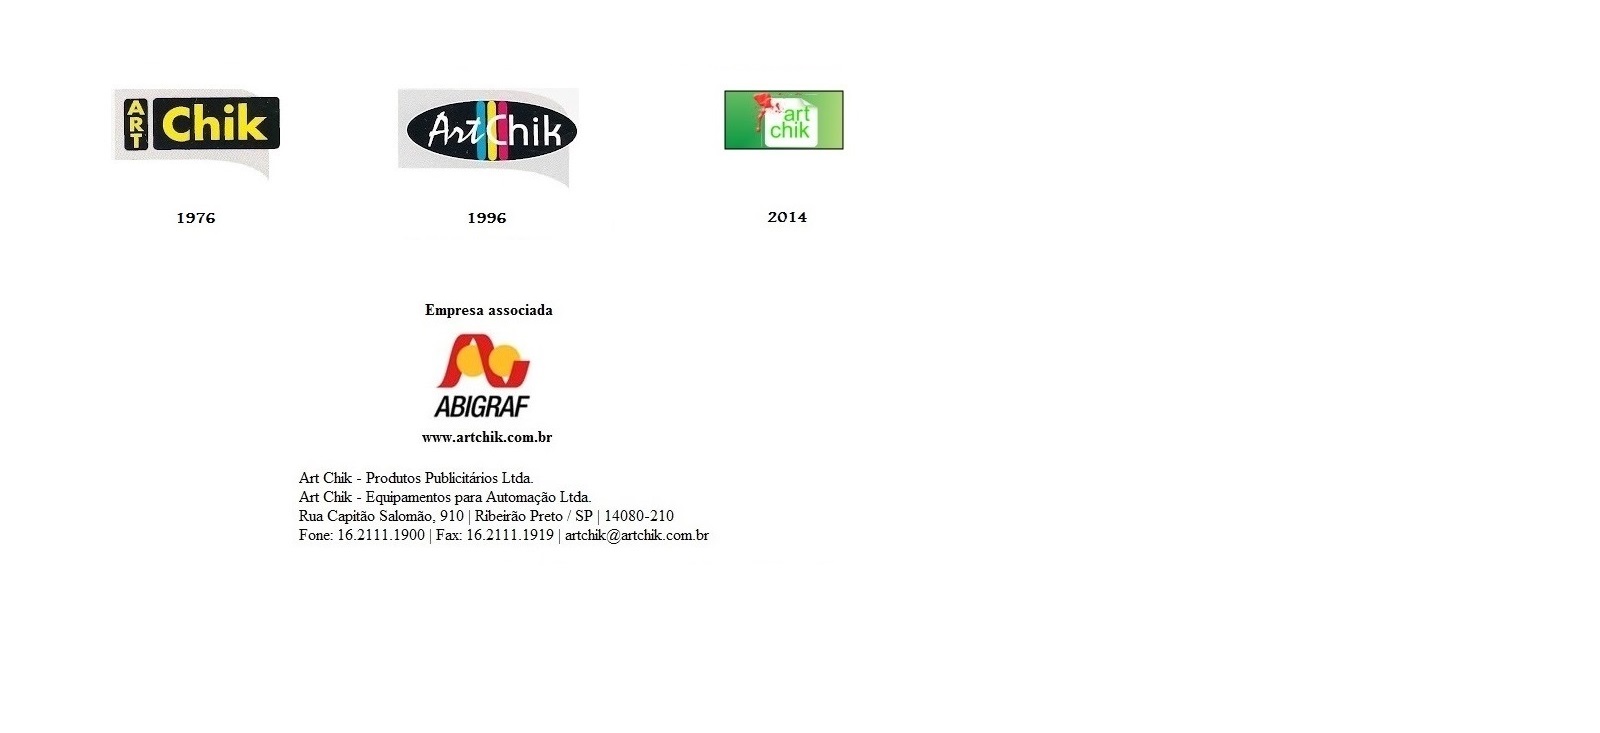 ART Chik
Art Chik
art
chik
1976
1996
2014
Empresa associada
ABIGRAF
www.artchik.com.br
Art Chik - Produtos Publicitários Ltda.
Art Chik - Equipamentos para Automação Ltda.
Rua Capitão Salomão, 910 | Ribeirão Preto / SP | 14080-210
Fone: 16.2111.1900 | Fax: 16.2111.1919 | artchik@artchik.com.br